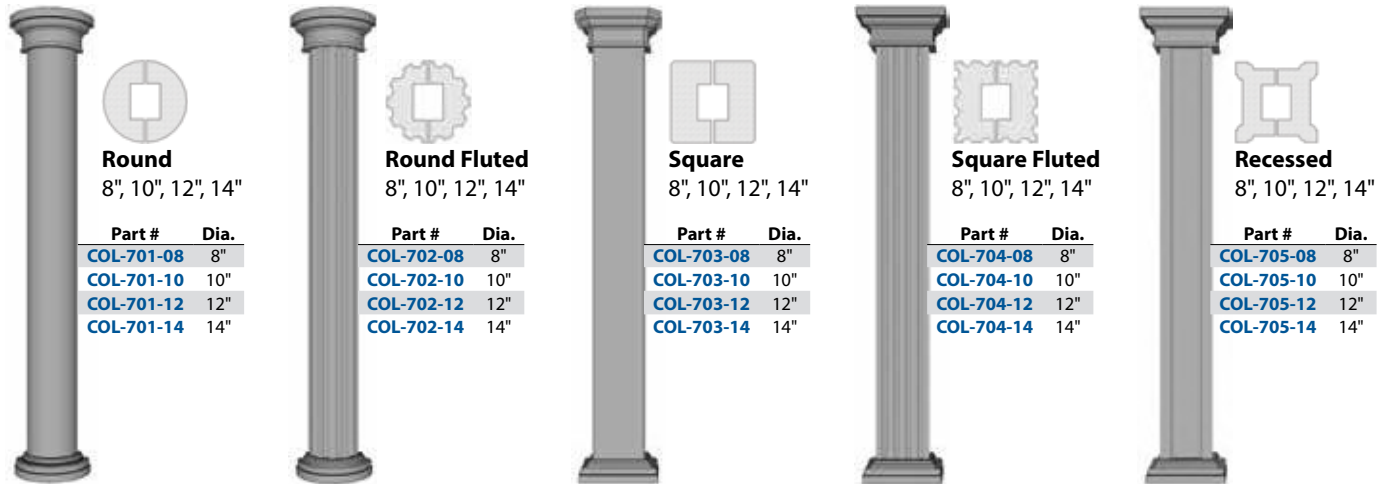 Round
8", 10", 12", 14"
Part # Dia.
COL-701-08 8"
COL-701-10 10"
COL-701-12 12"
COL-701-14 14"
Round Fluted
8", 10", 12", 14"
Part # Dia.
COL-702-08 8"
COL-702-10 10"
COL-702-12 12"
COL-702-14 14"
Square
8", 10", 12", 14"
Part # Dia.
COL-703-08 8"
COL-703-10 10"
COL-703-12 12"
COL-703-14 14"
Square Fluted
8", 10", 12", 14"
Part # Dia.
COL-704-08 8"
COL-704-10 10"
COL-704-12 12"
COL-704-14 14"
Recessed
8", 10", 12", 14"
Part # Dia.
COL-705-08 8"
COL-705-10 10"
COL-705-12 12"
COL-705-14 14"